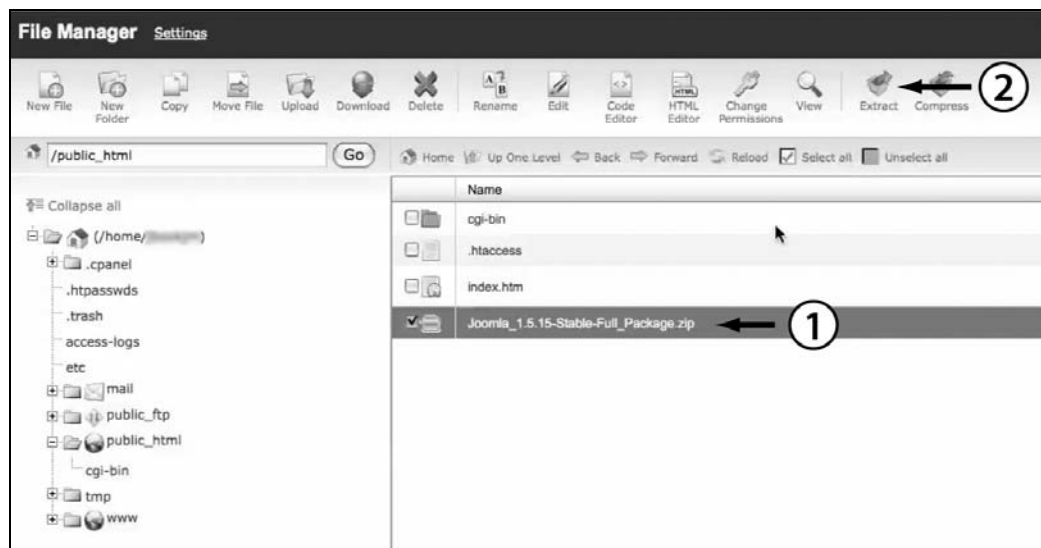 File Manager Settings
New File New Folder Copy Move File Upload Download Delete Rename Edit Code Editor HTML Editor Change Permissions View Extract Compress
2
/public_html Go Home Up One Level Back Forward Reload Select all Unselect all
Collapse all
(/home/ )
.cpanel
.htpasswds
.trash
access-logs
etc
mail
public_ftp
public_html
cgi-bin
tmp
www
Name
cgi-bin
.htaccess
index.htm
Joomla_1.5.15-Stable-Full_Package.zip
1